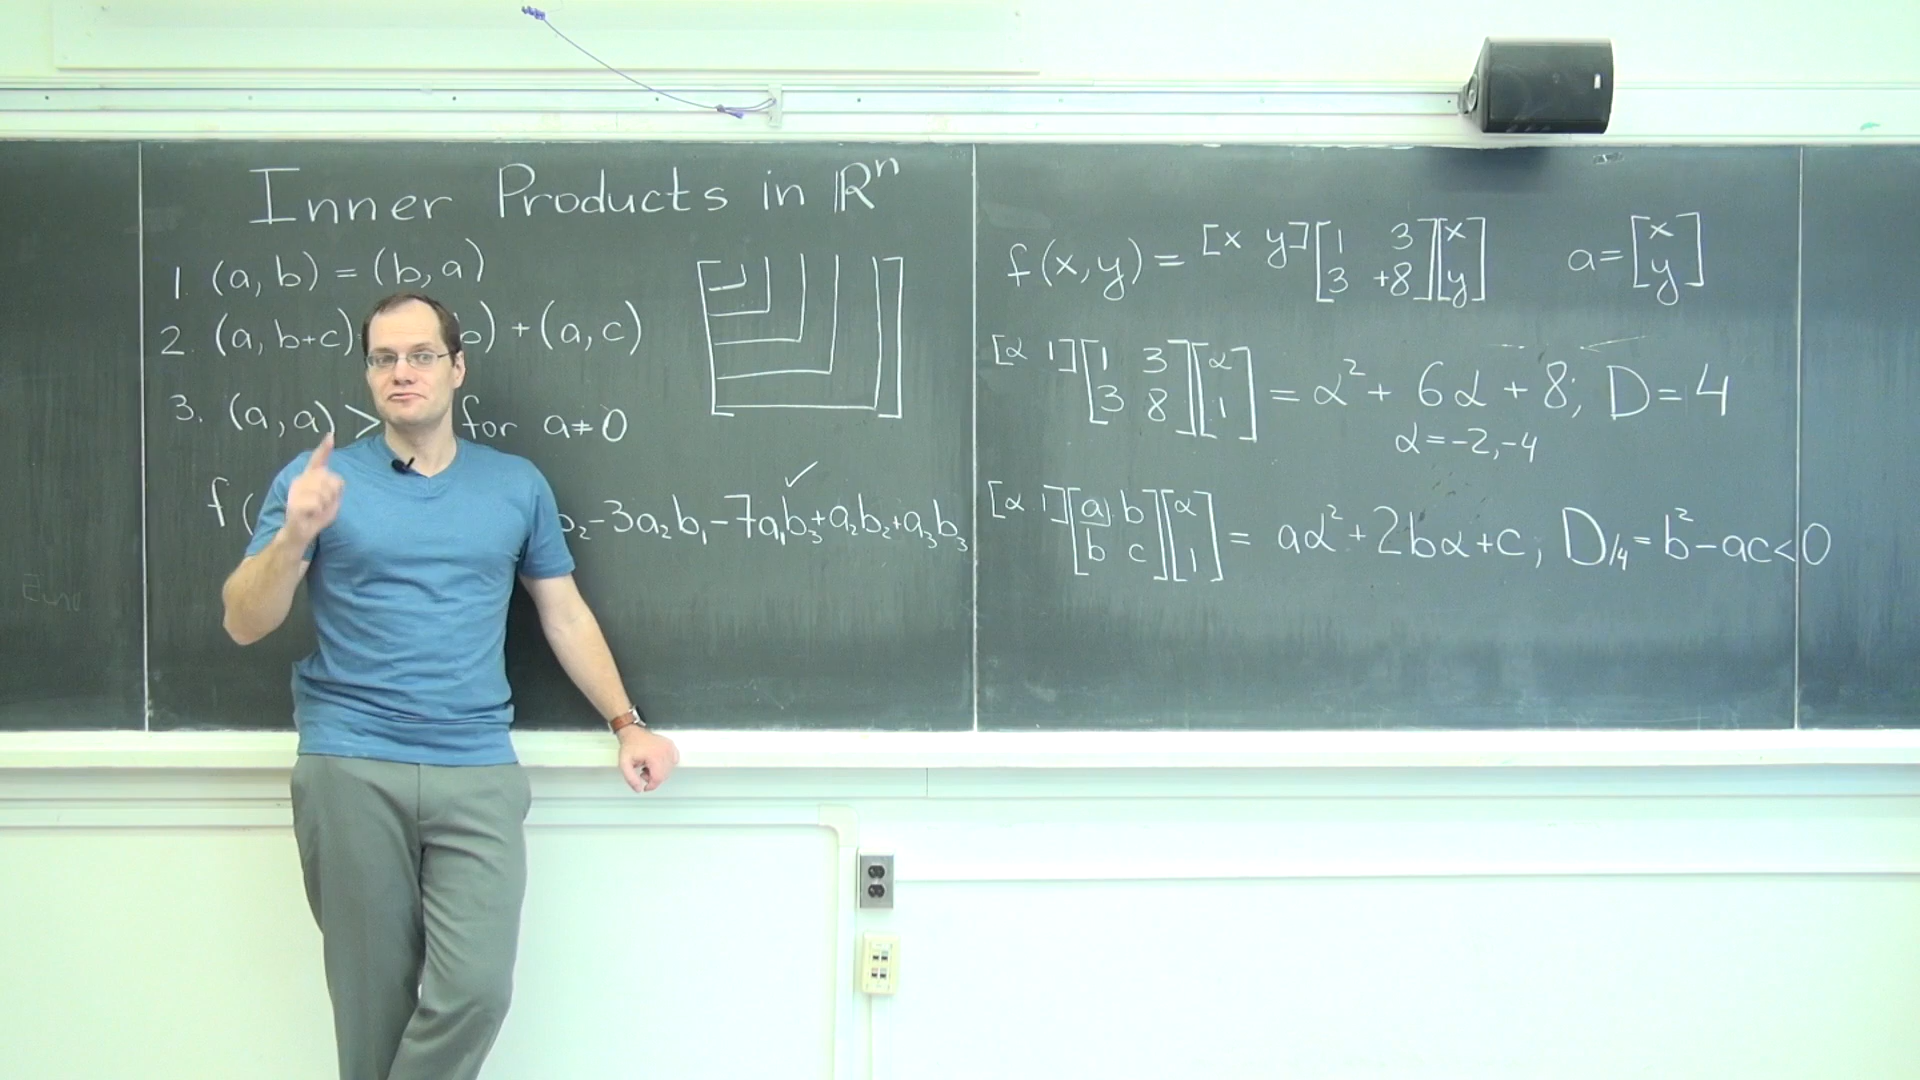 Inner Products in ℝⁿ
1. (a, b) = (b, a)
2. (a, b+c) b) + (a, c)
3. (a, a) > for a≠0
f( b₂-3a₂b₁-7a₁b₃+a₂b₂+a₃b₃
✓
f(x,y) = [x y][1 3; 3 +8][x; y] a=[x; y]
[α 1][1 3; 3 8][α; 1] = α² + 6α + 8; D = 4
α=-2,-4
[α 1][a b; b c][α; 1] = aα²+2bα+c, D/4=b²-ac<0